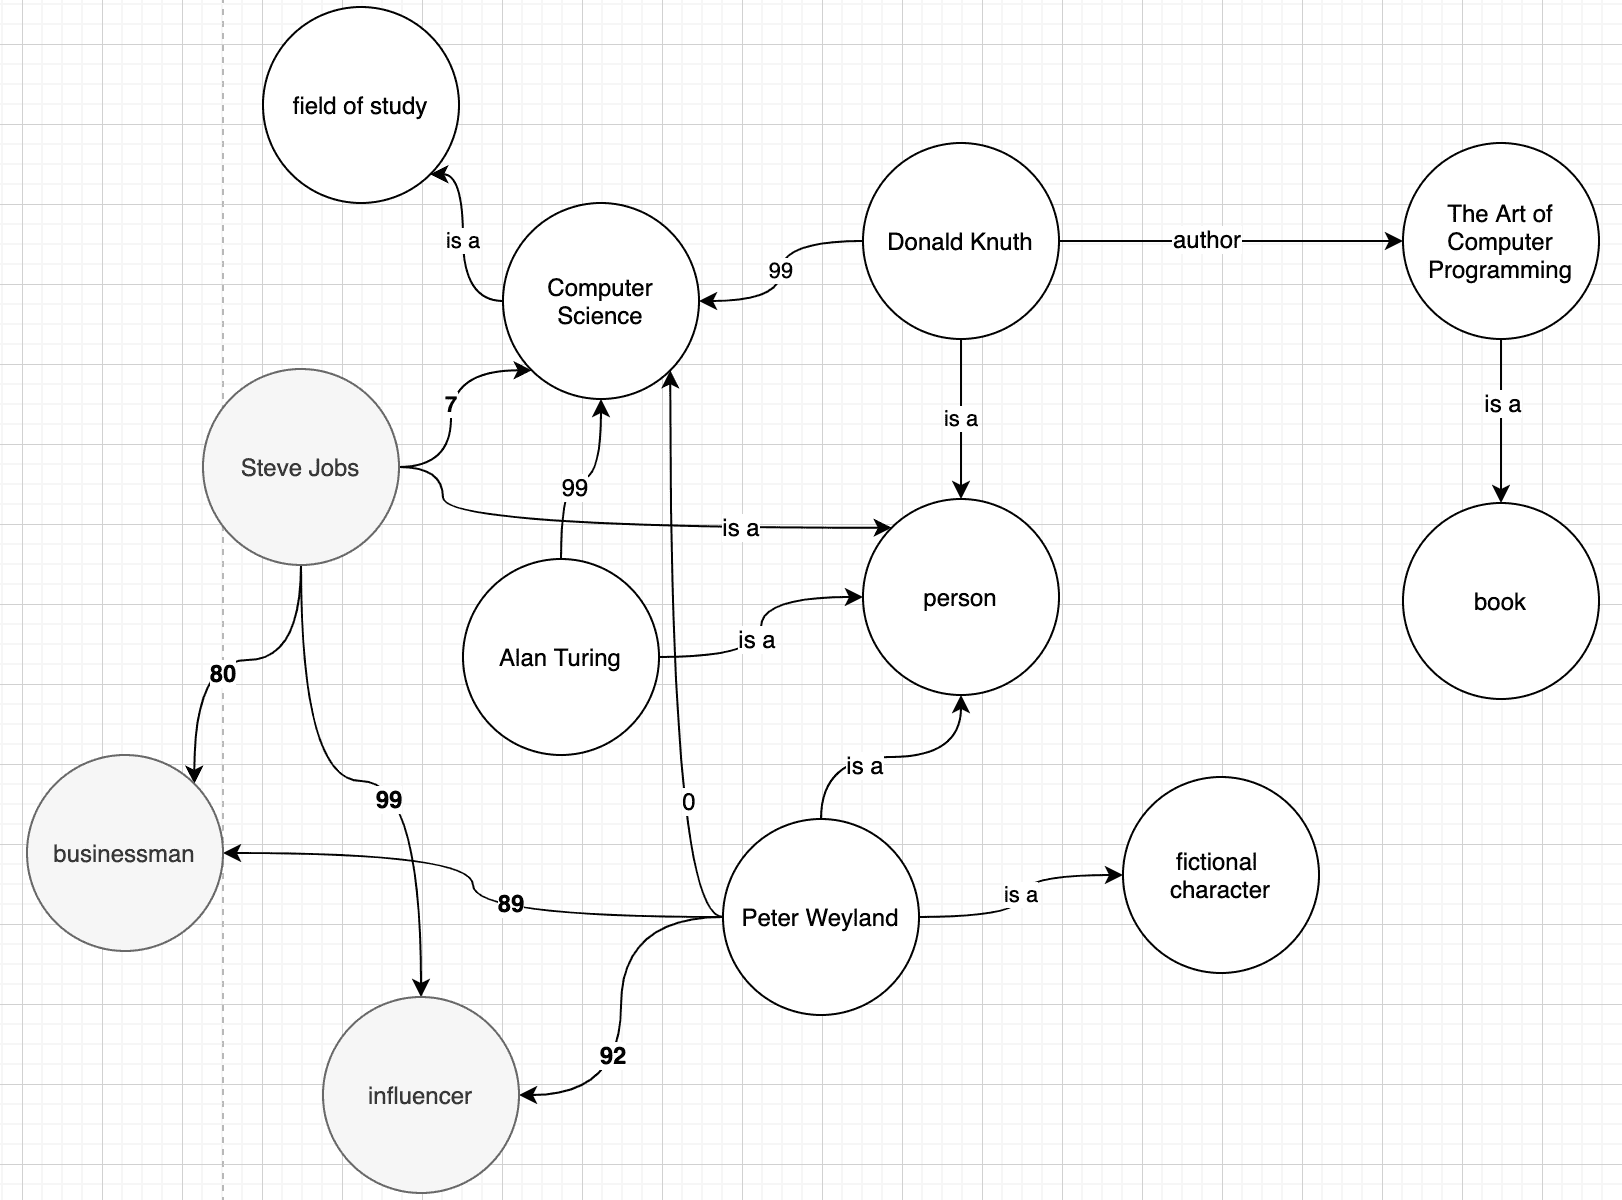 field of study
is a
Computer
Science
99
Donald Knuth
author
The Art of
Computer
Programming
7
is a
is a
Steve Jobs
99
is a
Alan Turing
is a
person
book
80
99
0
is a
businessman
89
Peter Weyland
is a
fictional
character
92
influencer